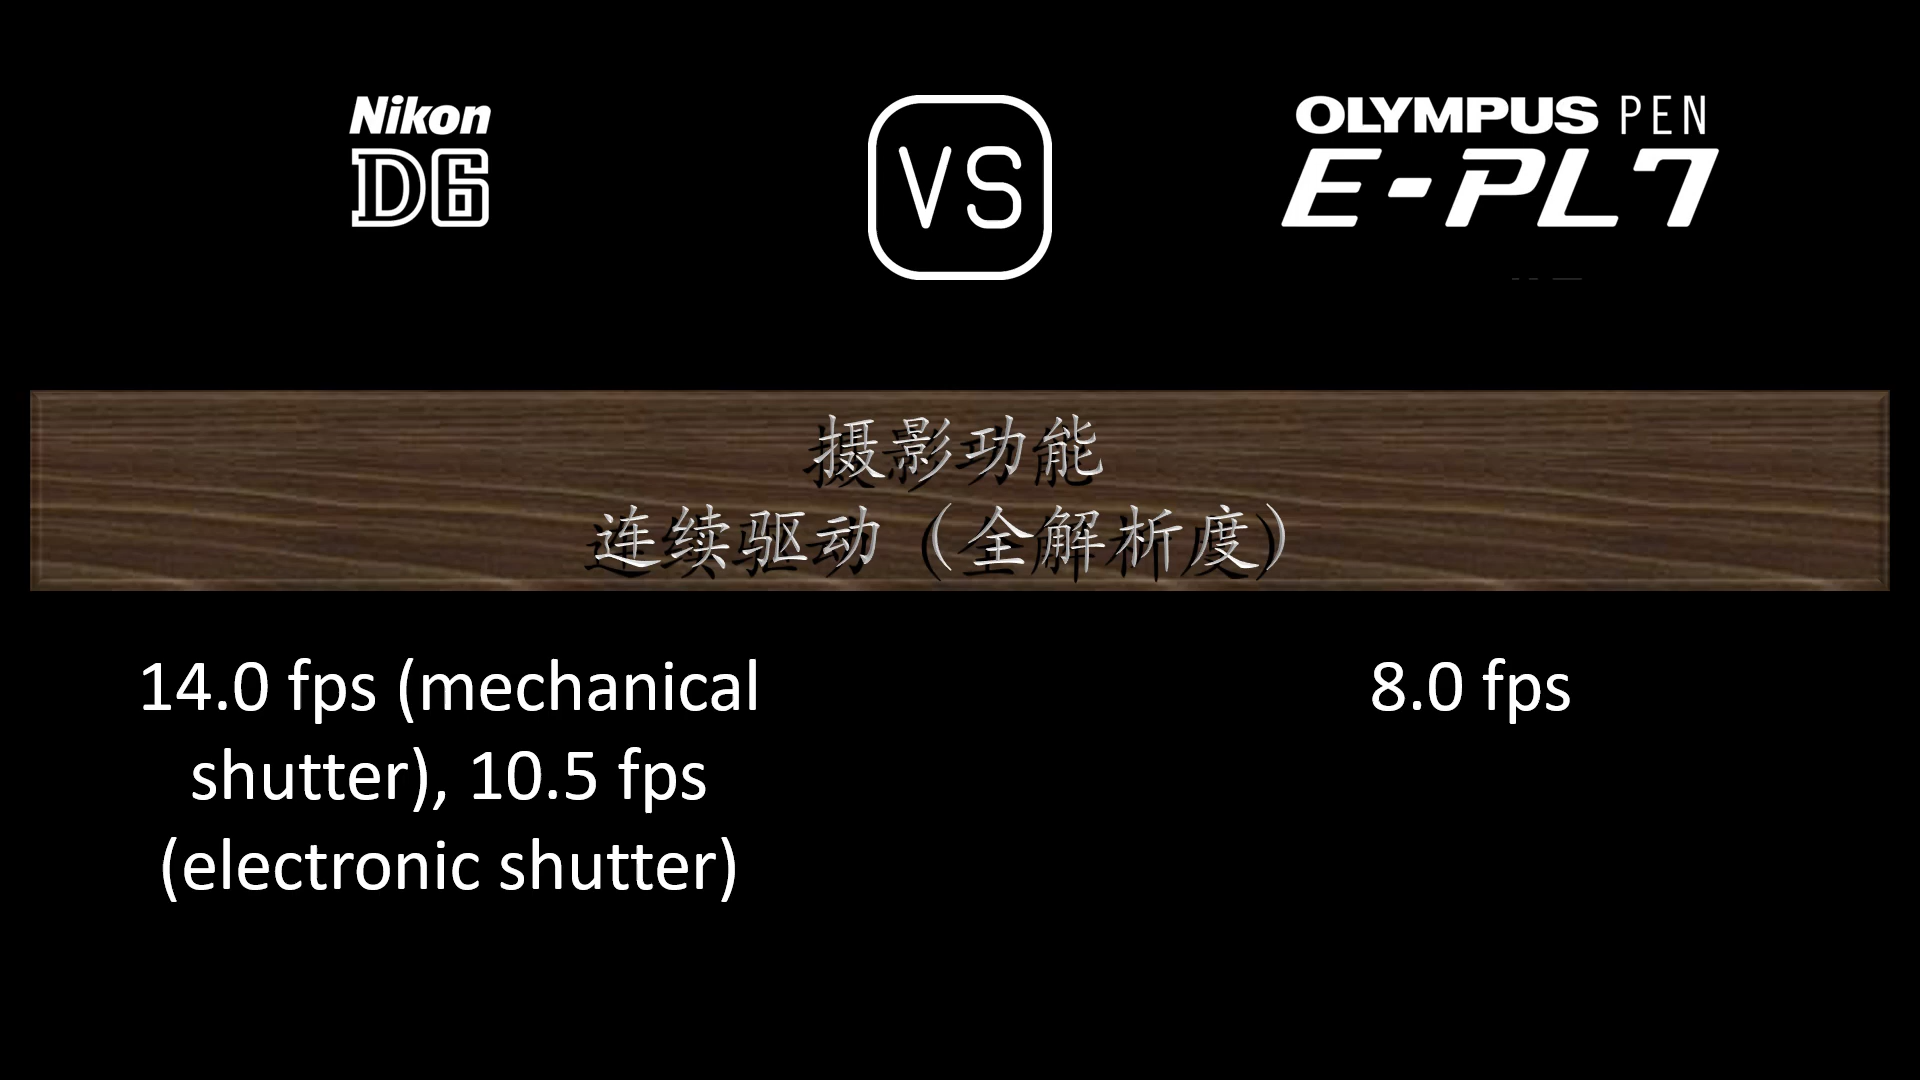 Nikon
D6
VS
OLYMPUS PEN
E-PL7
摄影功能
连续驱动（全解析度）
14.0 fps (mechanical
shutter), 10.5 fps
(electronic shutter)
8.0 fps